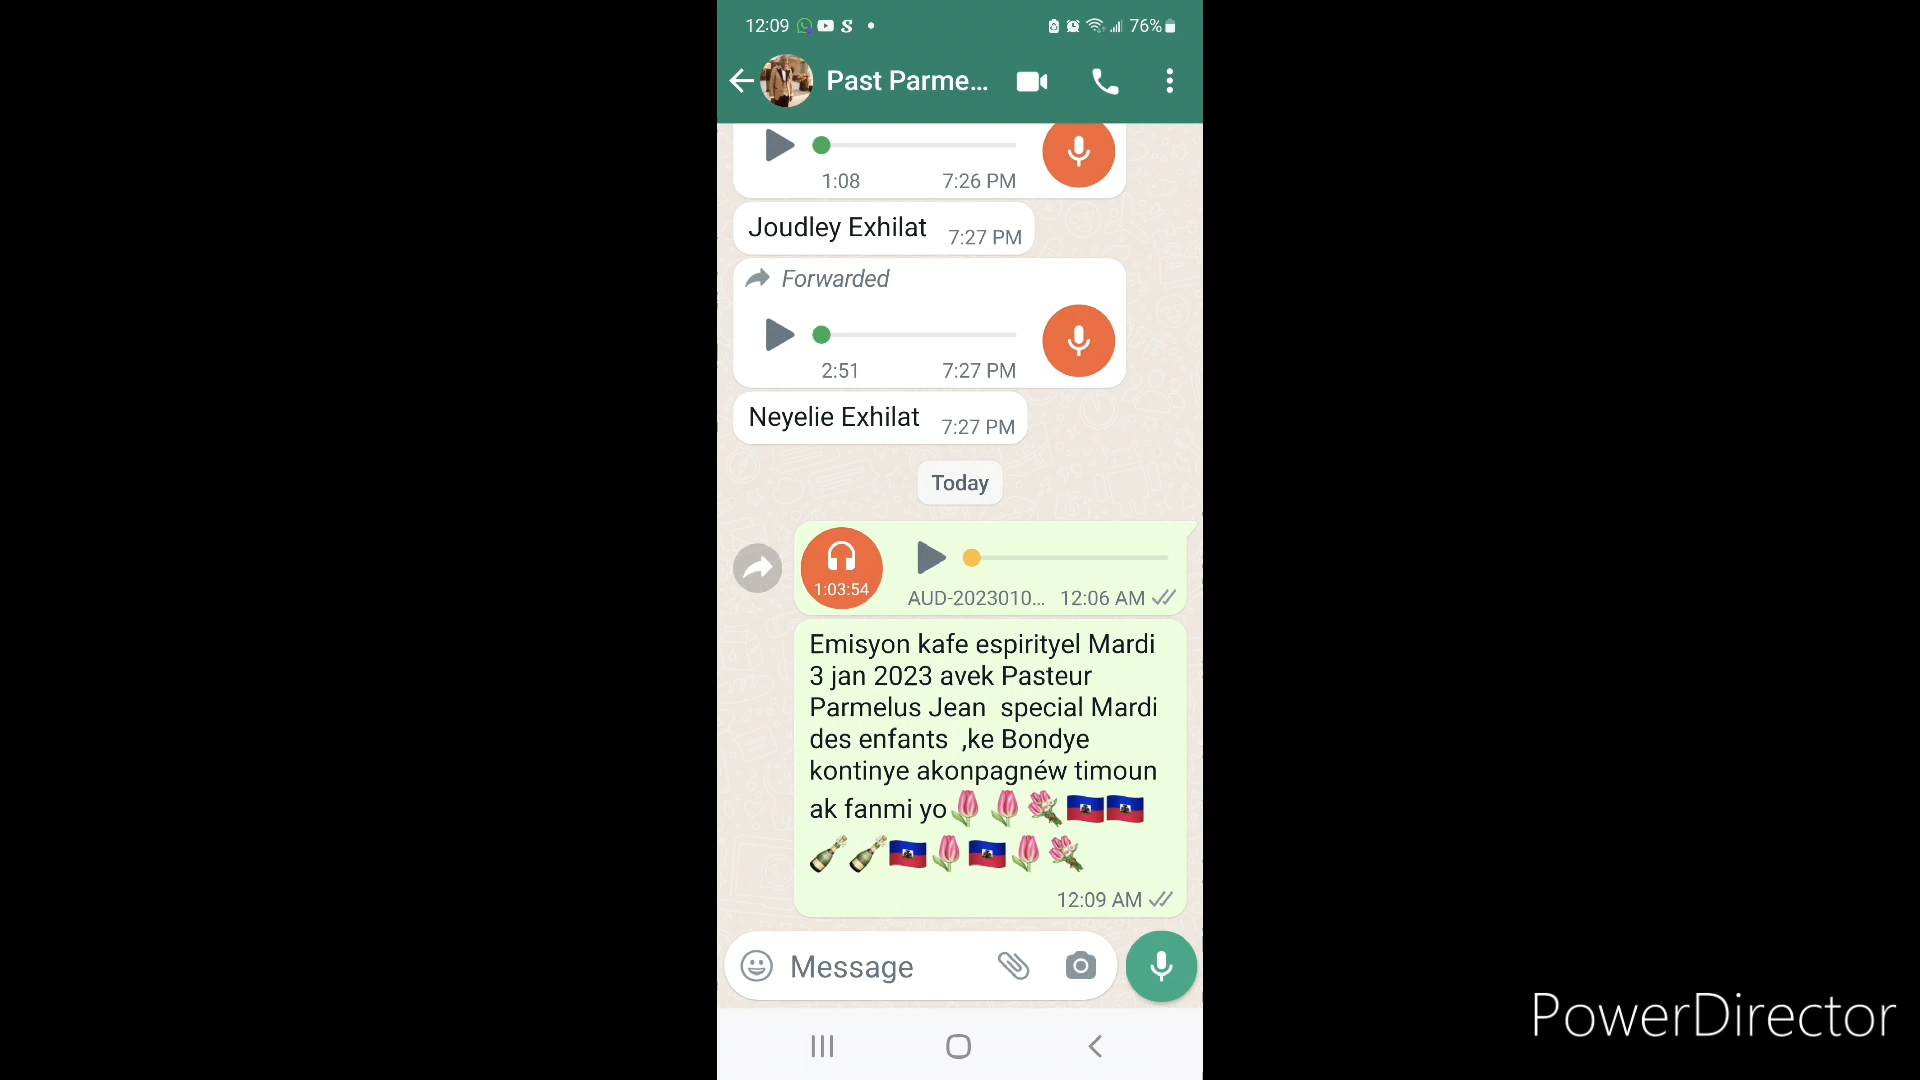 12:09
76%
Past Parme...
1:08
7:26 PM
Joudley Exhilat
7:27 PM
Forwarded
2:51
7:27 PM
Neyelie Exhilat
7:27 PM
Today
1:03:54
AUD-2023010...
12:06 AM
Emisyon kafe espirityel Mardi
3 jan 2023 avek Pasteur
Parmelus Jean special Mardi
des enfants ,ke Bondye
kontinye akonpagnéw timoun
ak fanmi yo🌷🌷💐🇭🇹🇭🇹
🍾🍾🇭🇹🌷🇭🇹🌷💐
12:09 AM
Message
PowerDirector